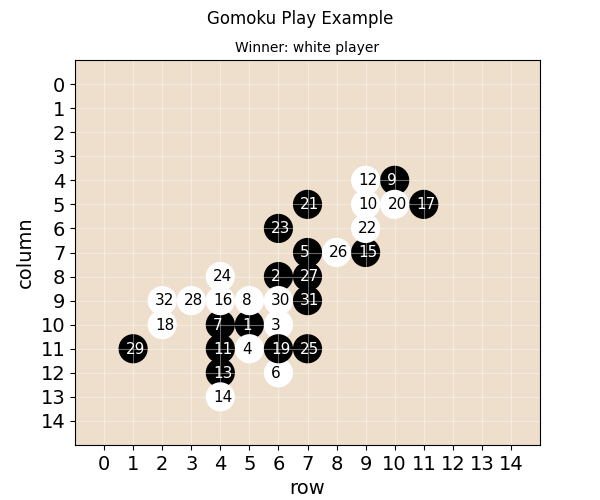 Gomoku Play Example
Winner: white player
column
0
1
2
3
4 12 9
5 21 10 20 17
6 23 22
7 5 26 15
8 24 2 27
9 32 28 16 8 30 31
10 18 7 1 3
11 29 11 4 19 25
12 13 6
13 14
14
0 1 2 3 4 5 6 7 8 9 10 11 12 13 14
row